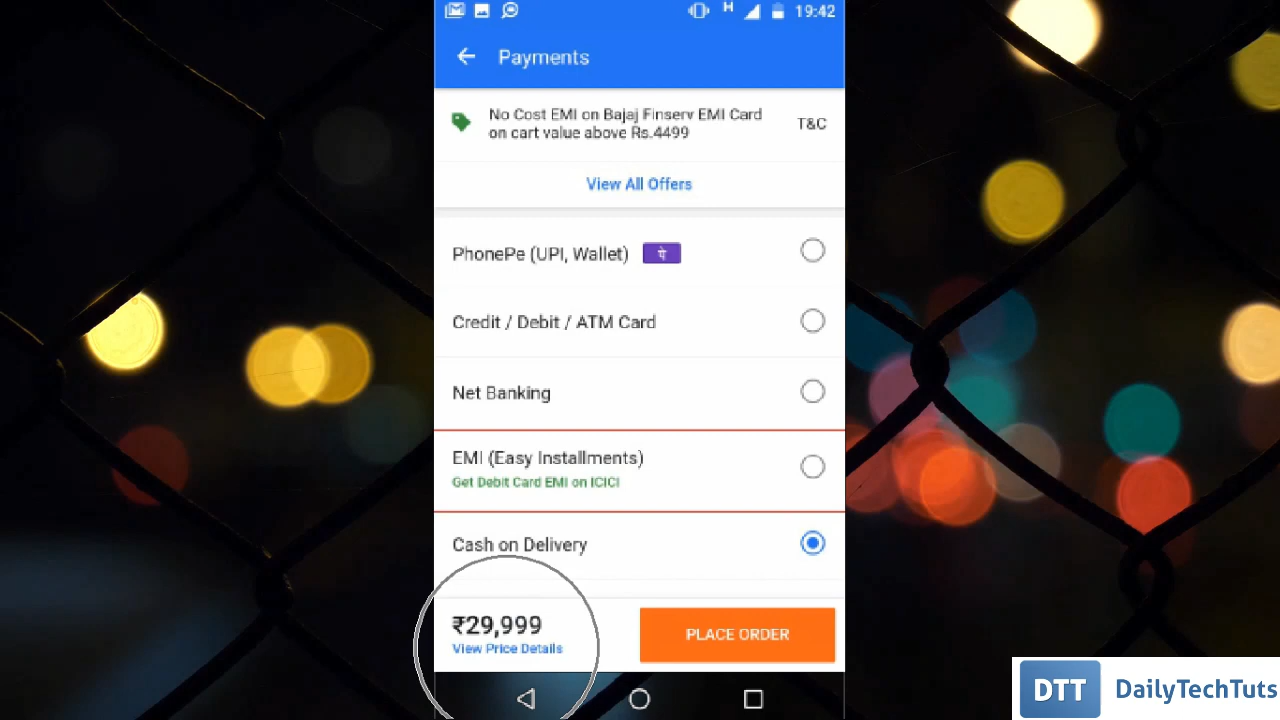 H 19:42
Payments
No Cost EMI on Bajaj Finserv EMI Card
on cart value above Rs.4499
T&C
View All Offers
PhonePe (UPI, Wallet) पे
Credit / Debit / ATM Card
Net Banking
EMI (Easy Installments)
Get Debit Card EMI on ICICI
Cash on Delivery
₹29,999
View Price Details
PLACE ORDER
DTT DailyTechTuts